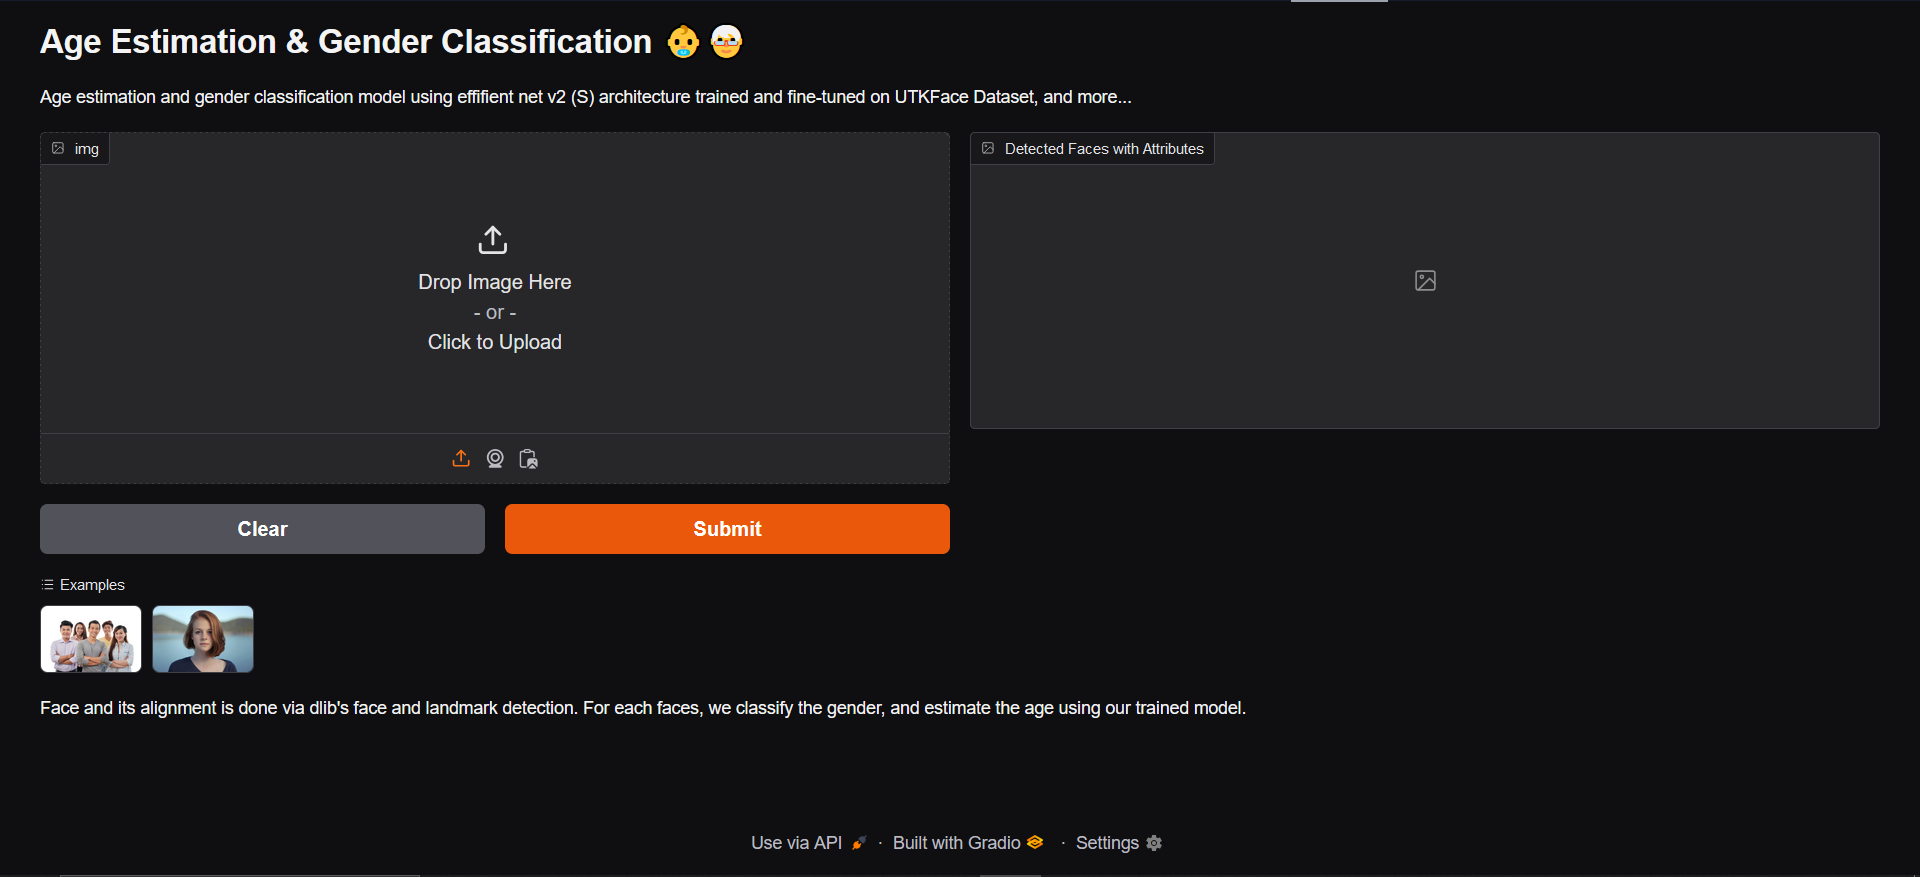 Age Estimation & Gender Classification 👶 👴
Age estimation and gender classification model using effifient net v2 (S) architecture trained and fine-tuned on UTKFace Dataset, and more...
img
Detected Faces with Attributes
Drop Image Here
- or -
Click to Upload
Clear
Submit
Examples
Face and its alignment is done via dlib's face and landmark detection. For each faces, we classify the gender, and estimate the age using our trained model.
Use via API 🚀 · Built with Gradio · Settings ⚙️